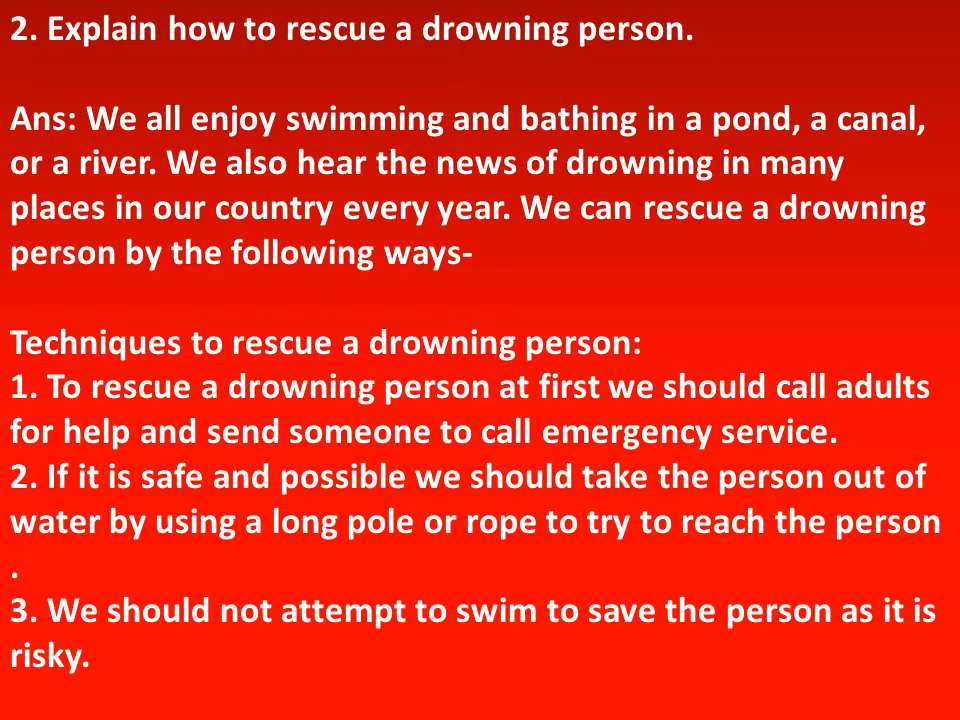 2. Explain how to rescue a drowning person.
Ans: We all enjoy swimming and bathing in a pond, a canal,
or a river. We also hear the news of drowning in many
places in our country every year. We can rescue a drowning
person by the following ways-
Techniques to rescue a drowning person:
1. To rescue a drowning person at first we should call adults
for help and send someone to call emergency service.
2. If it is safe and possible we should take the person out of
water by using a long pole or rope to try to reach the person
.
3. We should not attempt to swim to save the person as it is
risky.